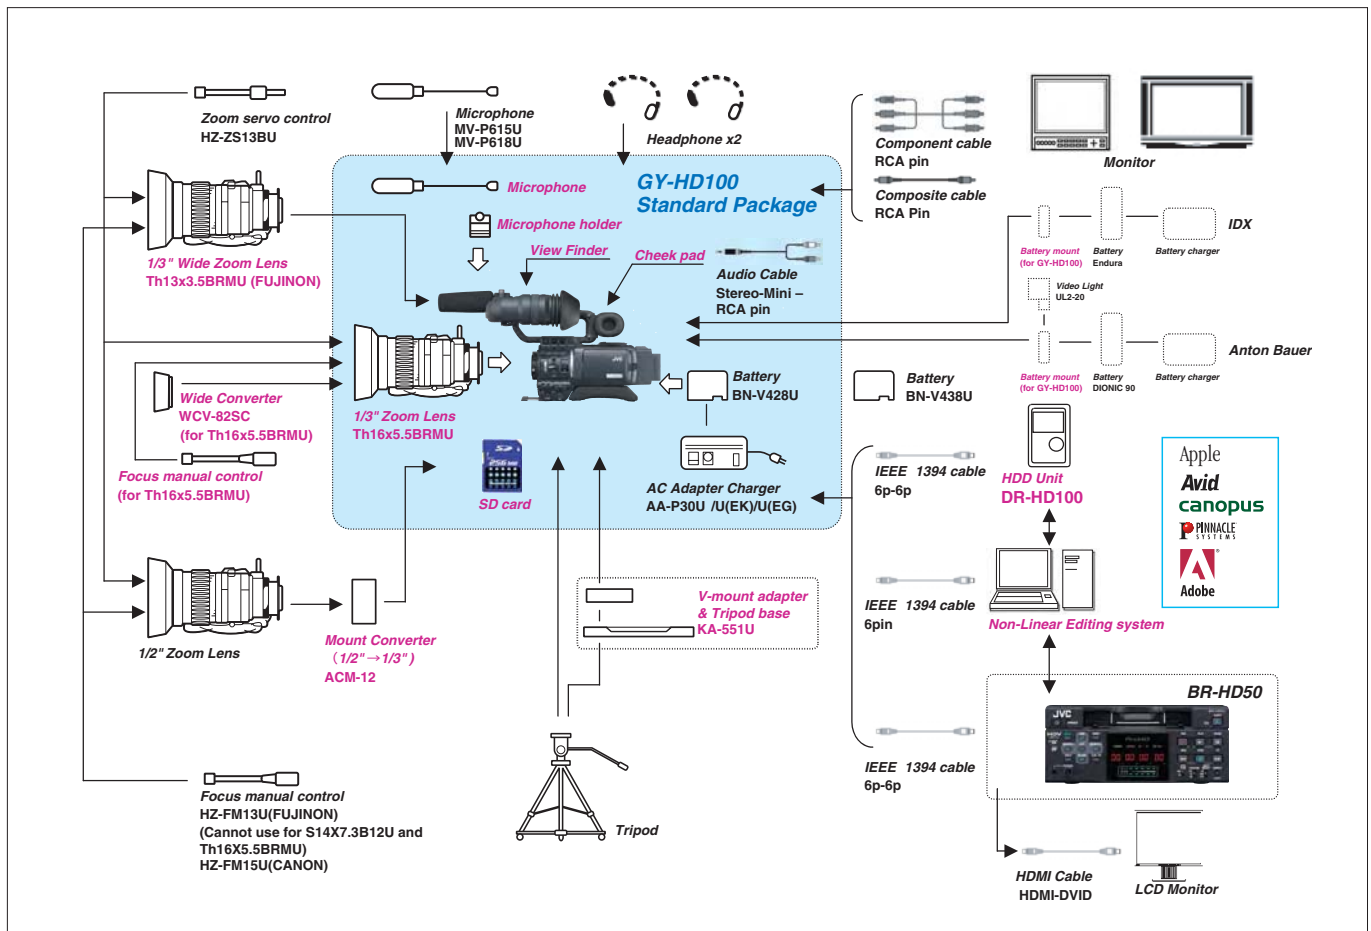 Zoom servo control
HZ-ZS13BU
Microphone
MV-P615U
MV-P618U
Headphone x2
Component cable
RCA pin
Composite cable
RCA Pin
Monitor
GY-HD100
Standard Package
Microphone
Microphone holder
View Finder
Cheek pad
Audio Cable
Stereo-Mini –
RCA pin
1/3" Wide Zoom Lens
Th13x3.5BRMU (FUJINON)
Battery mount
(for GY-HD100)
Battery
Endura
Battery charger
IDX
Video Light
UL2-20
Battery mount
(for GY-HD100)
Battery
DIONIC 90
Battery charger
Anton Bauer
Wide Converter
WCV-82SC
(for Th16x5.5BRMU)
1/3" Zoom Lens
Th16x5.5BRMU
JVC
Battery
BN-V428U
Battery
BN-V438U
Focus manual control
(for Th16x5.5BRMU)
SD
256 MB
SD card
AC Adapter Charger
AA-P30U /U(EK)/U(EG)
IEEE 1394 cable
6p-6p
HDD Unit
DR-HD100
Apple
Avid
canopus
PINNACLE
SYSTEMS
Adobe
1/2" Zoom Lens
Mount Converter
(1/2"→1/3")
ACM-12
V-mount adapter
& Tripod base
KA-551U
IEEE 1394 cable
6pin
Non-Linear Editing system
BR-HD50
JVC
IEEE 1394 cable
6p-6p
Focus manual control
HZ-FM13U(FUJINON)
(Cannot use for S14X7.3B12U and
Th16X5.5BRMU)
HZ-FM15U(CANON)
Tripod
HDMI Cable
HDMI-DVID
LCD Monitor